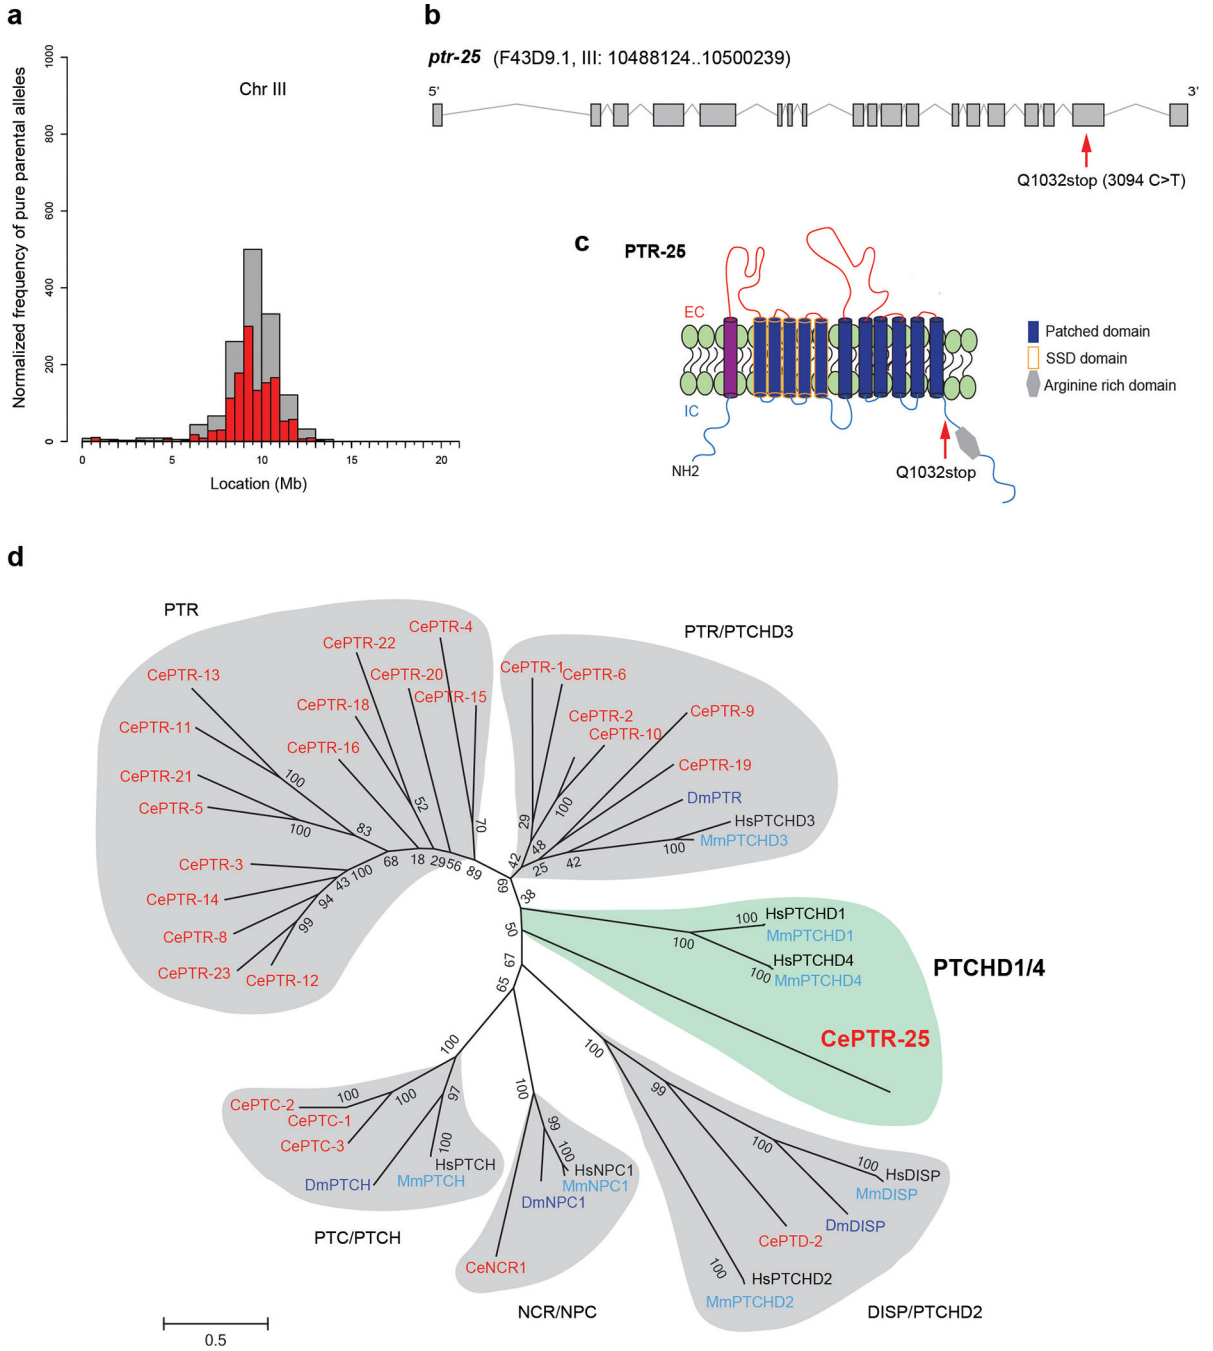 a
Normalized frequency of pure parental alleles
1000
800
600
400
200
0
Chr III
0 5 10 15 20
Location (Mb)
b
ptr-25 (F43D9.1, III: 10488124..10500239)
5' 3'
Q1032stop (3094 C>T)
c
PTR-25
EC
IC
NH2
Q1032stop
Patched domain
SSD domain
Arginine rich domain
d
PTR
CePTR-4
CePTR-22
CePTR-20
CePTR-15
CePTR-13
CePTR-18
CePTR-11
CePTR-16
CePTR-21
CePTR-5
CePTR-3
CePTR-14
CePTR-8
CePTR-23
CePTR-12
100
52
70
100
83
68
18
29
56
89
100
43
94
99
PTR/PTCHD3
CePTR-1
CePTR-6
CePTR-2
CePTR-10
CePTR-9
CePTR-19
DmPTR
HsPTCHD3
MmPTCHD3
29
100
48
42
25
42
100
69
38
50
67
65
100
HsPTCHD1
MmPTCHD1
100
HsPTCHD4
100
MmPTCHD4
PTCHD1/4
CePTR-25
100
100
CePTC-2
CePTC-1
CePTC-3
100
97
100
HsPTCH
MmPTCH
DmPTCH
PTC/PTCH
100
99
100
HsNPC1
MmNPC1
DmNPC1
CeNCR1
NCR/NPC
100
99
100
100
HsDISP
MmDISP
DmDISP
CePTD-2
100
HsPTCHD2
MmPTCHD2
DISP/PTCHD2
0.5